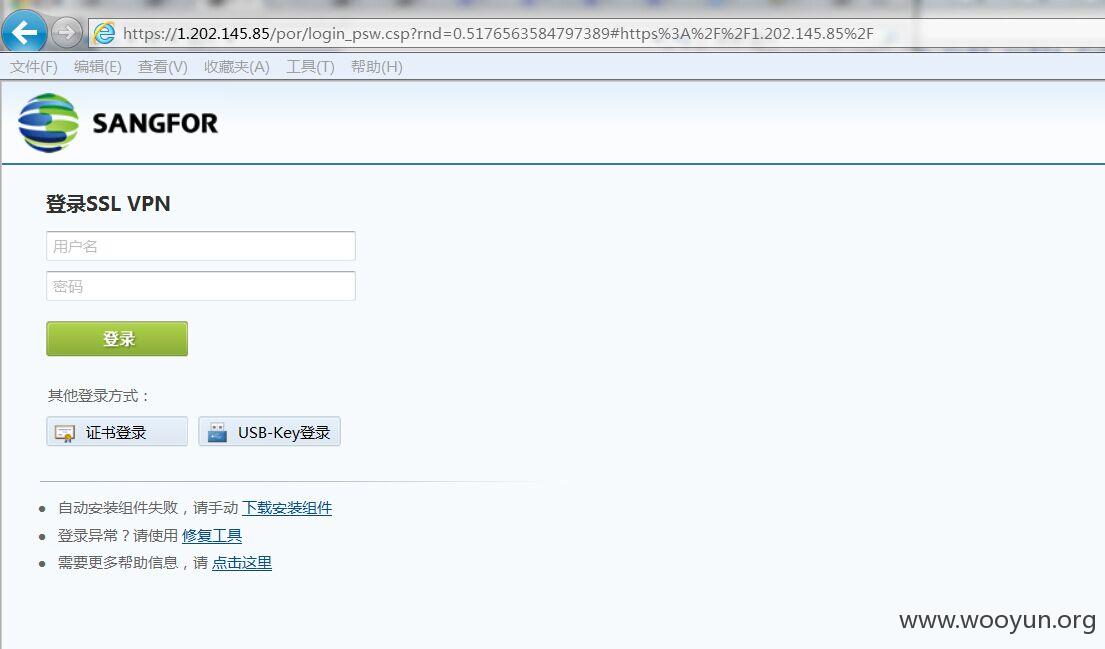 https://1.202.145.85/por/login_psw.csp?rnd=0.5176563584797389#https%3A%2F%2F1.202.145.85%2F
文件(F) 编辑(E) 查看(V) 收藏夹(A) 工具(T) 帮助(H)
SANGFOR
登录SSL VPN
用户名
密码
登录
其他登录方式：
证书登录 USB-Key登录
自动安装组件失败，请手动 下载安装组件
登录异常？请使用 修复工具
需要更多帮助信息，请 点击这里
www.wooyun.org